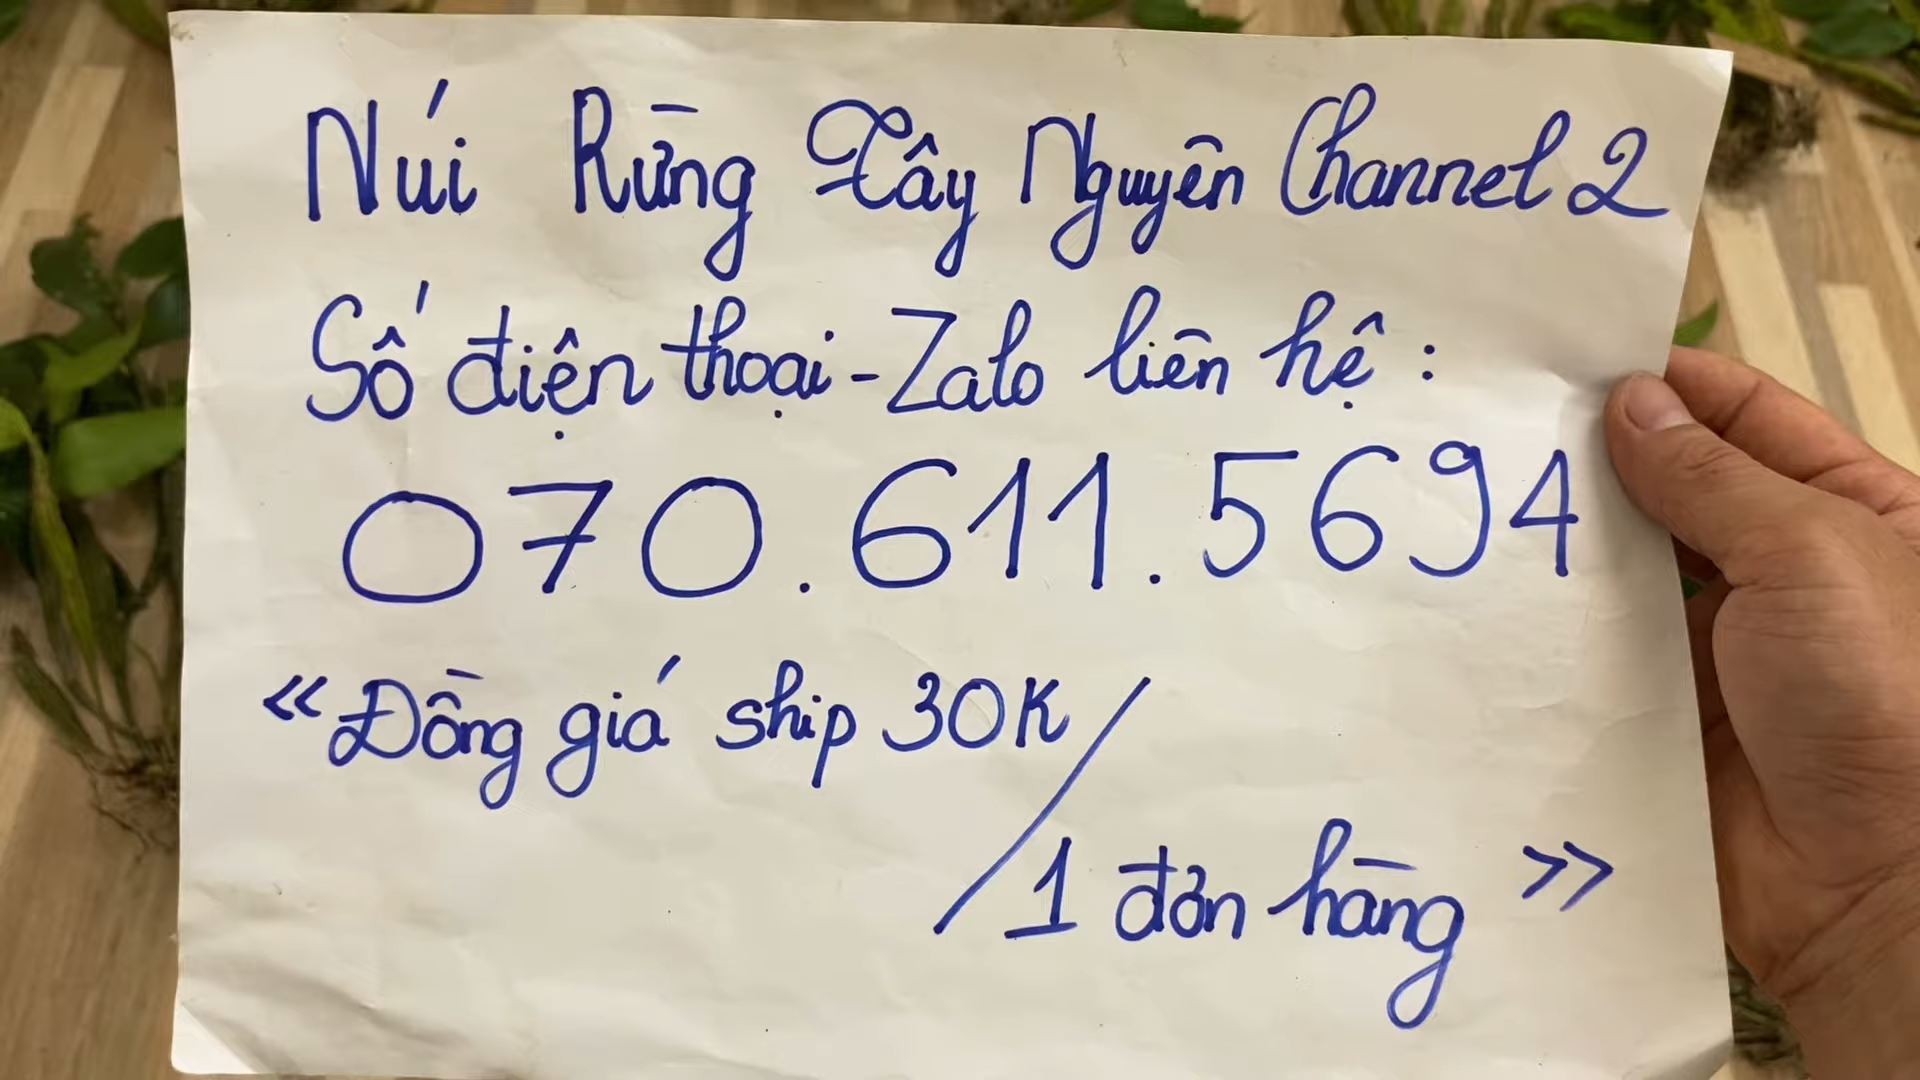 Núi Rừng Tây Nguyên Channel 2
Số điện thoại - Zalo liên hệ :
070.611.5694
<< Đồng giá ship 30K/
1 đơn hàng >>